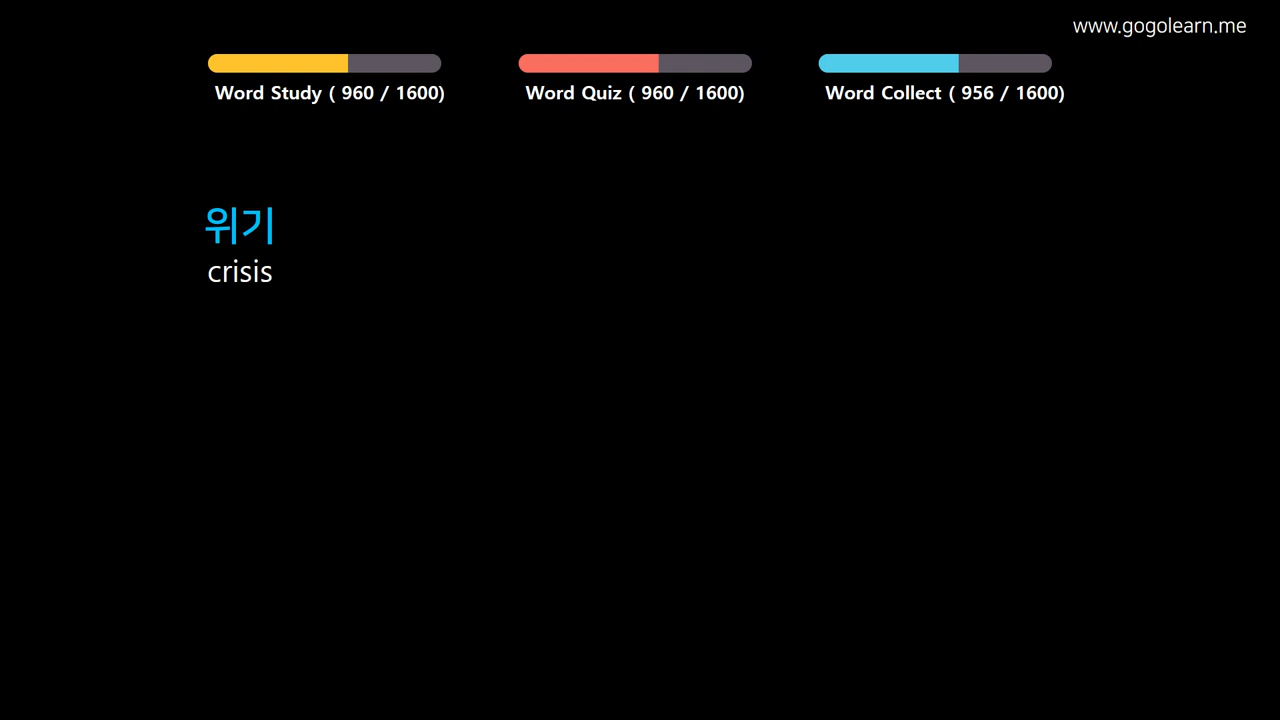 www.gogolearn.me
Word Study ( 960 / 1600)
Word Quiz ( 960 / 1600)
Word Collect ( 956 / 1600)
위기
crisis